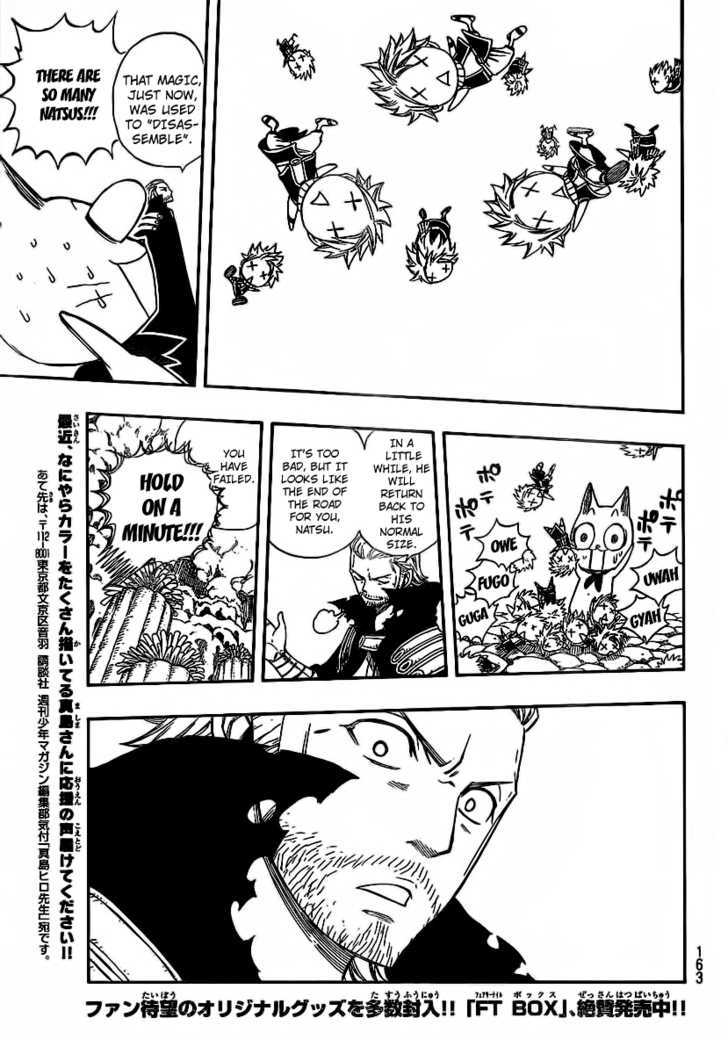 THAT MAGIC,
JUST NOW,
WAS USED
TO "DISAS-
SEMBLE".
THERE ARE
SO MANY
NATSUS!!!
ポテ
ポテ
OWE
FUGO
GUGA
UWAH
GYAH
IN A
LITTLE
WHILE, HE
WILL
RETURN
BACK TO
HIS
NORMAL
SIZE.
IT'S TOO
BAD, BUT IT
LOOKS LIKE
THE END OF
THE ROAD
FOR YOU,
NATSU.
YOU
HAVE
FAILED.
HOLD
ON A
MINUTE!!!
最近、なにやらカラーをたくさん描いてる真島さんに応援の声届けてください!!
あて先は、〒112-8001東京都文京区音羽 講談社 週刊少年マガジン編集部気付「真島ヒロ先生」宛です。
163
ファン待望のオリジナルグッズを多数封入!!「FT BOX」、絶賛発売中!!